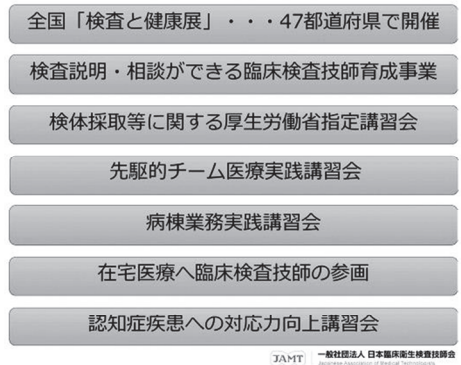 全国「検査と健康展」・・・47都道府県で開催
検査説明・相談ができる臨床検査技師育成事業
検体採取等に関する厚生労働省指定講習会
先駆的チーム医療実践講習会
病棟業務実践講習会
在宅医療へ臨床検査技師の参画
認知症疾患への対応力向上講習会
JAMT 一般社団法人 日本臨床衛生検査技師会
Japanese Association of Medical Technologists